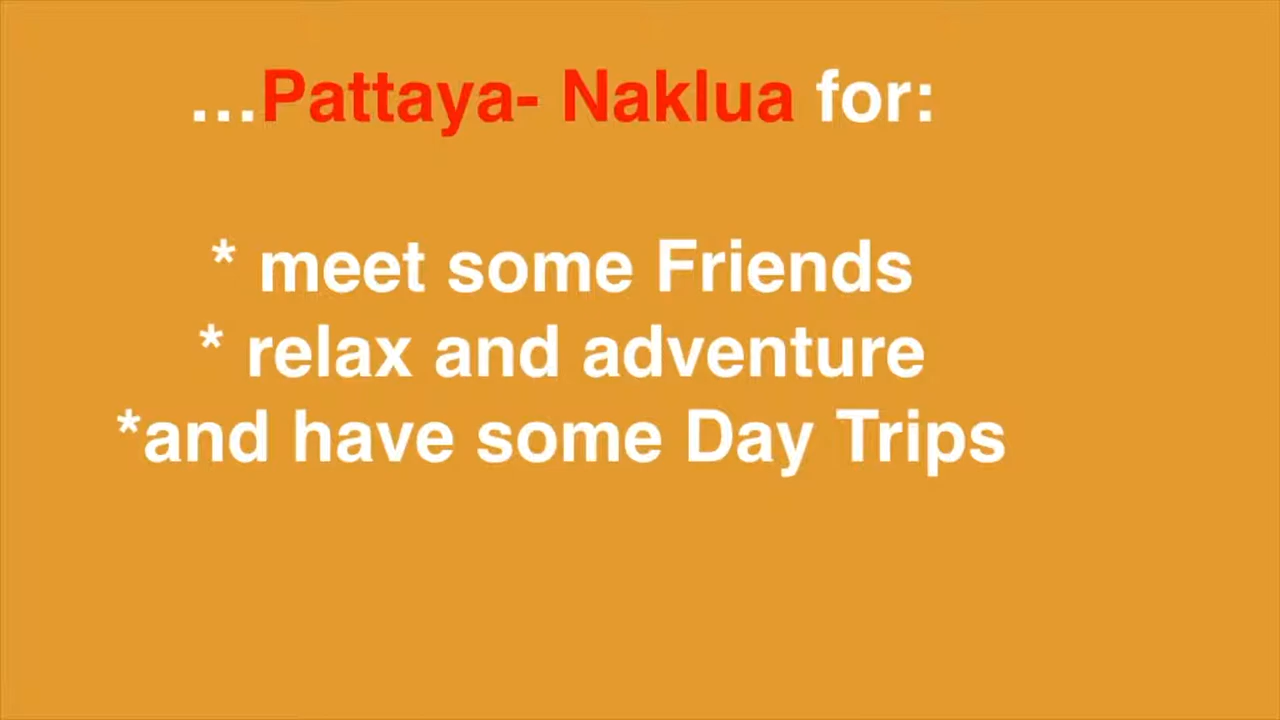 ...Pattaya- Naklua for:
* meet some Friends
* relax and adventure
*and have some Day Trips